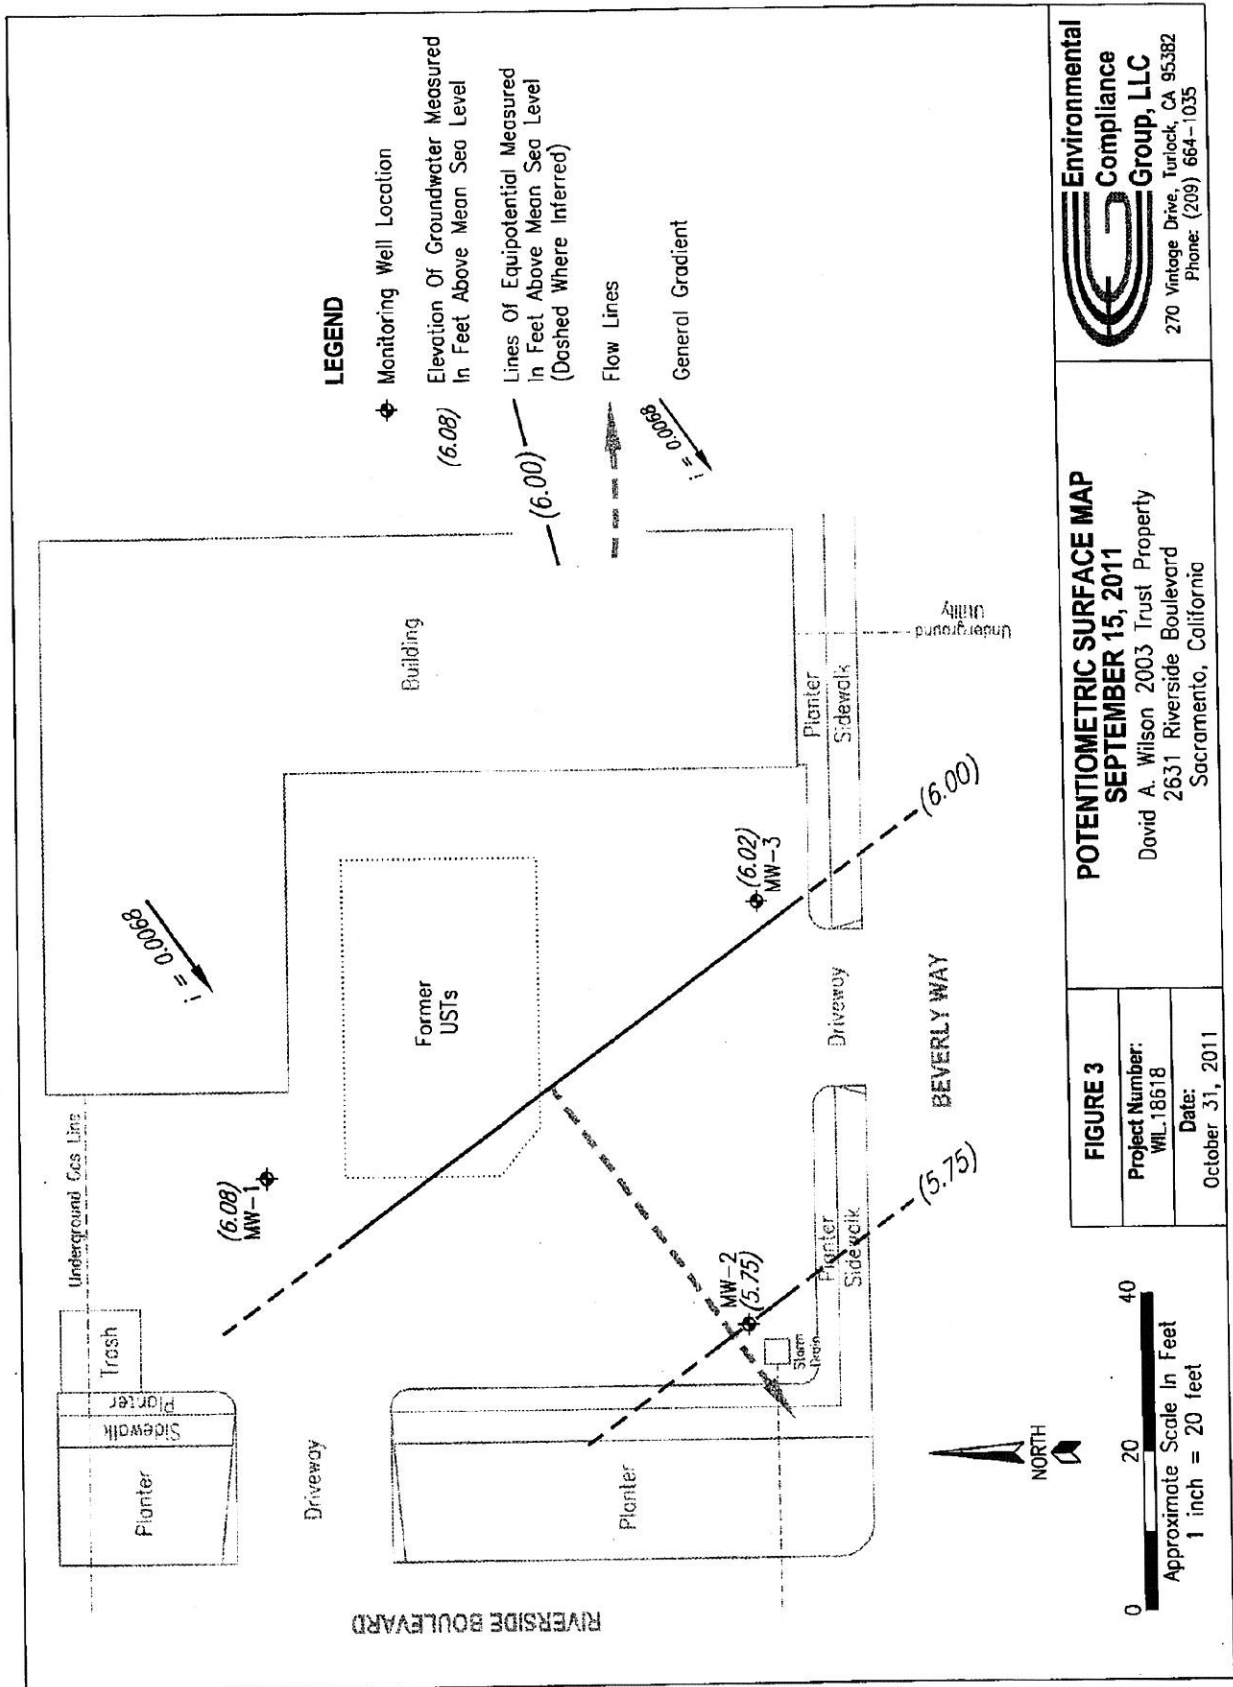 Underground Gas Line
Trash
Planter
Sidewalk
Planter
Driveway
Planter
RIVERSIDE BOULEVARD
(6.08)
MW-1
i = 0.0068
Building
Former
USTs
(6.02)
MW-3
MW-2
(5.75)
Storm
Drain
Planter
Sidewalk
Driveway
Planter
Sidewalk
Underground
Utility
BEVERLY WAY
(6.00)
(5.75)
LEGEND
Monitoring Well Location
(6.08)
Elevation Of Groundwater Measured
In Feet Above Mean Sea Level
(6.00)
Lines Of Equipotential Measured
In Feet Above Mean Sea Level
(Dashed Where Inferred)
Flow Lines
i = 0.0068
General Gradient
NORTH
0 20 40
Approximate Scale In Feet
1 inch = 20 feet
FIGURE 3
Project Number:
WIL.18618
Date:
October 31, 2011
POTENTIOMETRIC SURFACE MAP
SEPTEMBER 15, 2011
David A. Wilson 2003 Trust Property
2631 Riverside Boulevard
Sacramento, California
Environmental
Compliance
Group, LLC
270 Vintage Drive, Turlock, CA 95382
Phone: (209) 664-1035